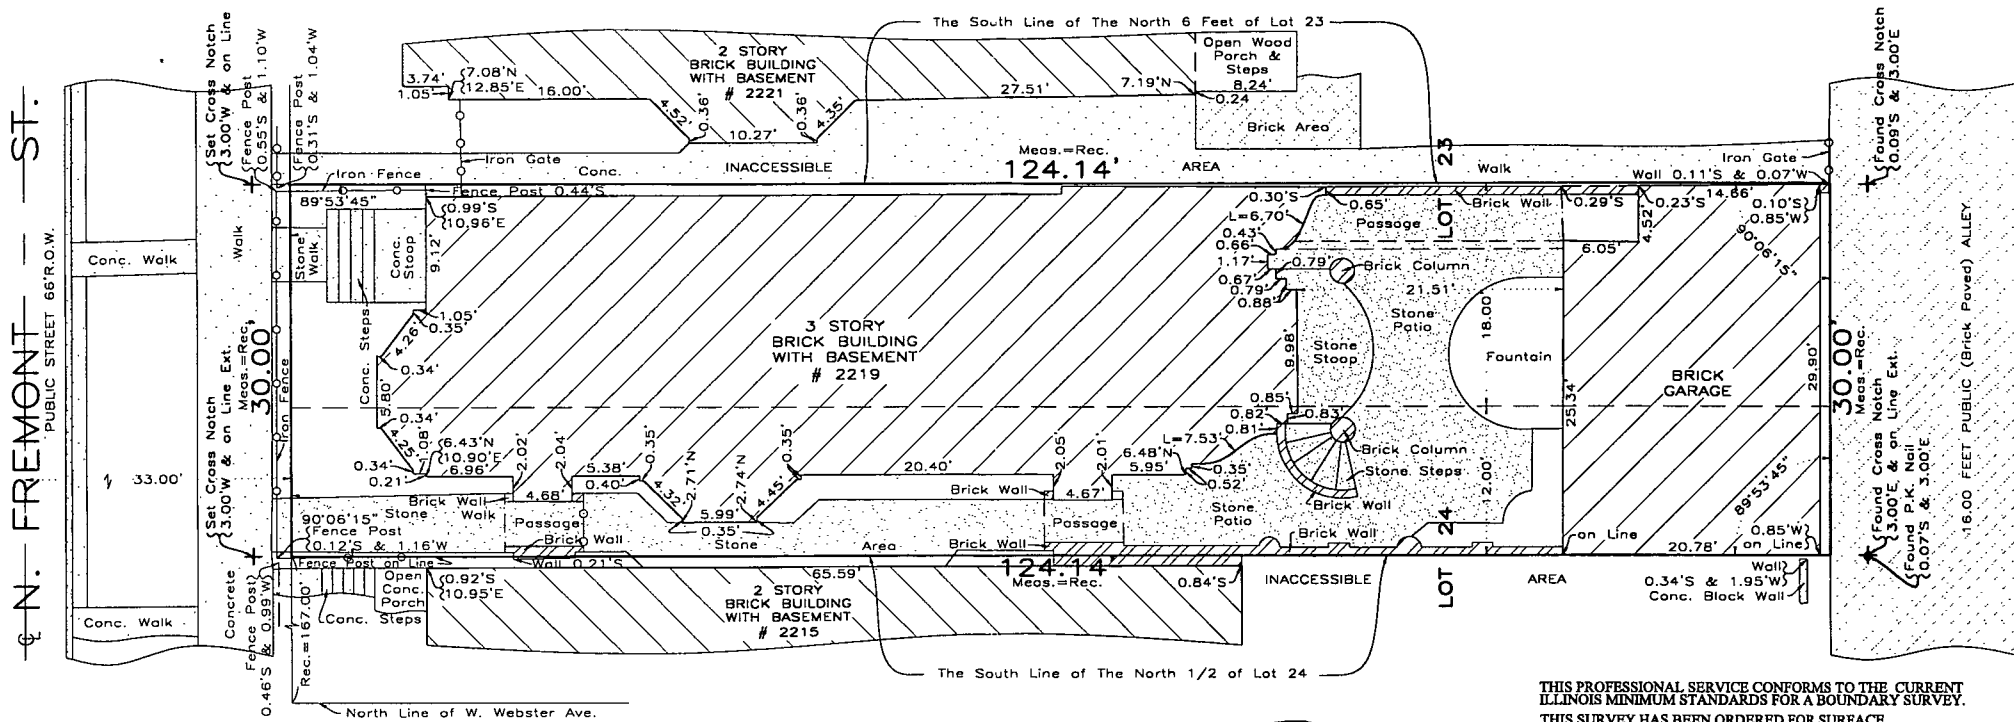 The South Line of The North 6 Feet of Lot 23
℄ N. FREMONT ST.
PUBLIC STREET 66'R.O.W.
Conc. Walk
33.00'
Conc. Walk
Walk
Concrete
Set Cross Notch
3.00'W & on Line
Fence Post
0.55'S & 1.10'W
Fence Post
0.31'S & 1.04'W
3.74'
1.05'
7.08'N
12.85'E
16.00'
2 STORY
BRICK BUILDING
WITH BASEMENT
# 2221
4.52'
0.36'
10.27'
0.36'
4.35'
27.51'
7.19'N
Open Wood
Porch &
Steps
8.24'
0.24
Brick Area
Iron Gate
Conc.
INACCESSIBLE
Meas.=Rec.
124.14'
AREA
LOT 23
Walk
Iron Gate
Wall 0.11'S & 0.07'W
Found Cross Notch
0.09'S & 3.00'E
Iron Fence
Fence Post 0.44'S
89°53'45"
0.99'S
10.96'E
Stone
Walk
Conc.
Stoop
9.12'
Conc. Steps
1.05'
0.35'
4.26'
0.34'
5.80'
0.34'
4.25'
1.08'
0.34'
0.21'
30.00'
Meas.=Rec.
Iron Fence
Set Cross Notch
3.00'W & on Line Ext.
3 STORY
BRICK BUILDING
WITH BASEMENT
# 2219
0.30'S
0.65'
Brick Wall
0.29'S
0.23'S
14.66'
0.10'S
0.85'W
L=6.70'
Passage
0.43'
0.66'
1.17'
0.79'
0.67'
0.79'
0.88'
Brick Column
4.52'
6.05'
90°06'15"
21.51'
Stone
Patio
18.00'
Stone
Stoop
9.98'
Fountain
25.34'
BRICK
GARAGE
29.90'
30.00'
Meas.=Rec.
16.00 FEET PUBLIC (Brick Paved) ALLEY
0.85'
0.82'
0.83'
0.81'
Brick Column
Stone Steps
Brick Wall
12.00'
89°53'45"
Found Cross Notch
3.00'E & on Line Ext.
Found P.K. Nail
0.07'S & 3.00'E
6.43'N
10.90'E
6.96'
2.02'
2.04'
5.38'
0.40'
0.35'
4.32'
2.71'N
2.74'N
4.45'
0.35'
20.40'
2.05'
2.01'
6.48'N
5.95'
L=7.53'
0.35'
0.52'
Brick Wall
4.68'
Stone
Walk
Passage
Brick Wall
5.99'
0.35'
Stone
Area
Brick Wall
4.67'
Passage
Brick Wall
Stone
Patio
Brick Wall
90°06'15"
Fence Post
0.12'S & 1.16'W
Fence Post on Line
Wall 0.21'S
on Line
0.85'W
on Line
20.78'
Fence Post
0.46'S & 0.99'W
Rec.=167.00'
Open
Conc.
Porch
Conc. Steps
0.92'S
10.95'E
65.59'
2 STORY
BRICK BUILDING
WITH BASEMENT
# 2215
124.14'
Meas.=Rec.
0.84'S
INACCESSIBLE
LOT 24
AREA
Wall
0.34'S & 1.95'W
Conc. Block Wall
The South Line of The North 1/2 of Lot 24
North Line of W. Webster Ave.
THIS PROFESSIONAL SERVICE CONFORMS TO THE CURRENT
ILLINOIS MINIMUM STANDARDS FOR A BOUNDARY SURVEY.
THIS SURVEY HAS BEEN ORDERED FOR SURFACE